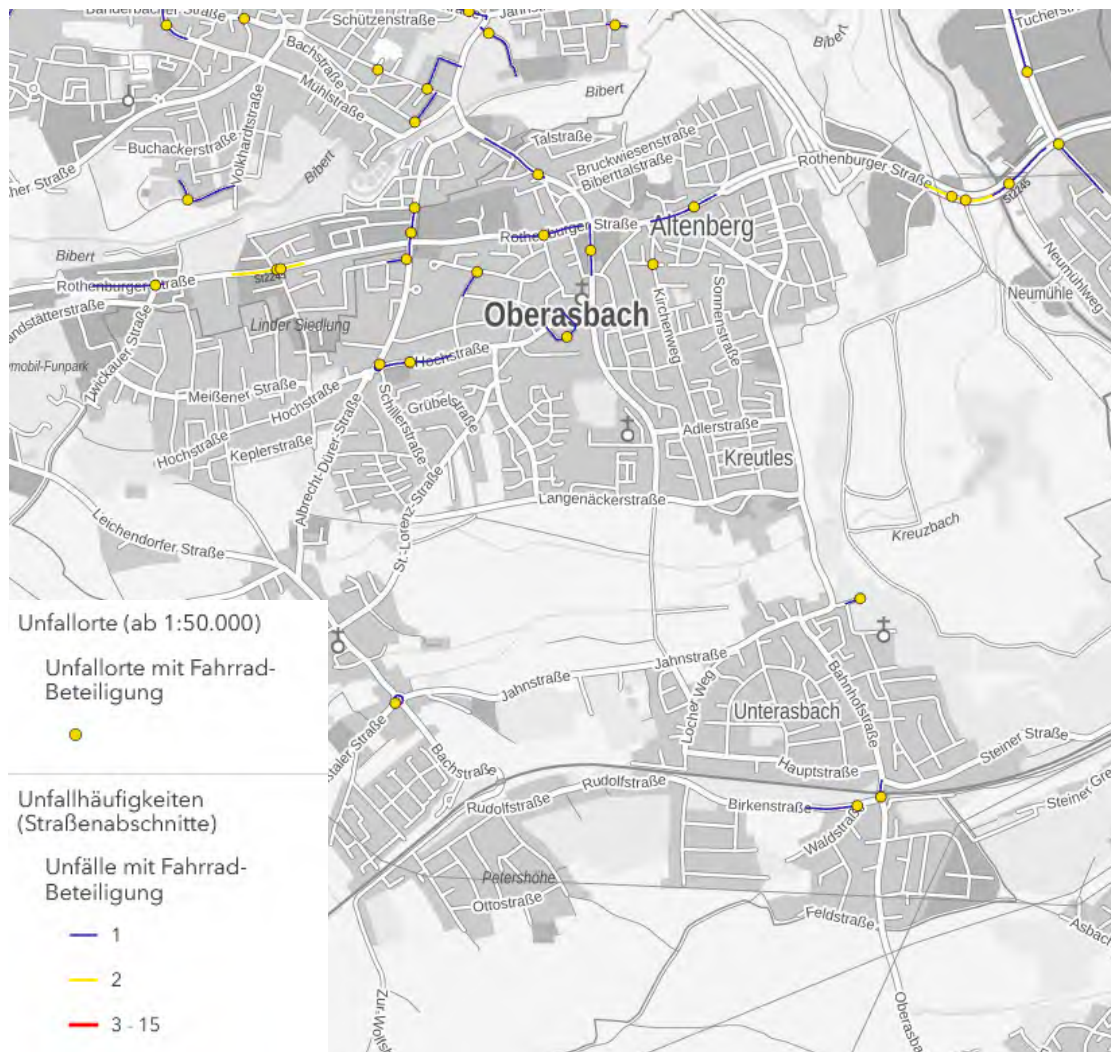 Schützenstraße
Bachstraße
Mühlstraße
Bibert
Tucherstraße
Bibert
Volkhardtstraße
Buchackerstraße
Talstraße
Bruckwiesenstraße
Biberttalstraße
Bibert
Rothenburger Straße
St2245
Rothenburger Straße
Altenberg
Bibert
Rothenburger Straße
Linder Siedlung
Oberasbach
Kirchenweg
Sonnenstraße
Neumühle
Neumühlweg
Zwickauer Straße
Meißener Straße
Hochstraße
Hochstraße
Hochstraße
Keplerstraße
Schillerstraße
Grübelstraße
Adlerstraße
Kreutles
Albrecht-Dürer-Straße
St.-Lorenz-Straße
Langenäckerstraße
Leichendorfer Straße
Kreuzbach
Unfallorte (ab 1:50.000)
Unfallorte mit Fahrrad-
Beteiligung
Unfallhäufigkeiten
(Straßenabschnitte)
Unfälle mit Fahrrad-
Beteiligung
1
2
3 - 15
Jahnstraße
Jahnstraße
Locher Weg
Unterasbach
Bahnhofstraße
Hauptstraße
Steiner Straße
Bachstraße
Rudolfstraße
Rudolfstraße
Birkenstraße
Waldstraße
Petershöhe
Ottostraße
Feldstraße